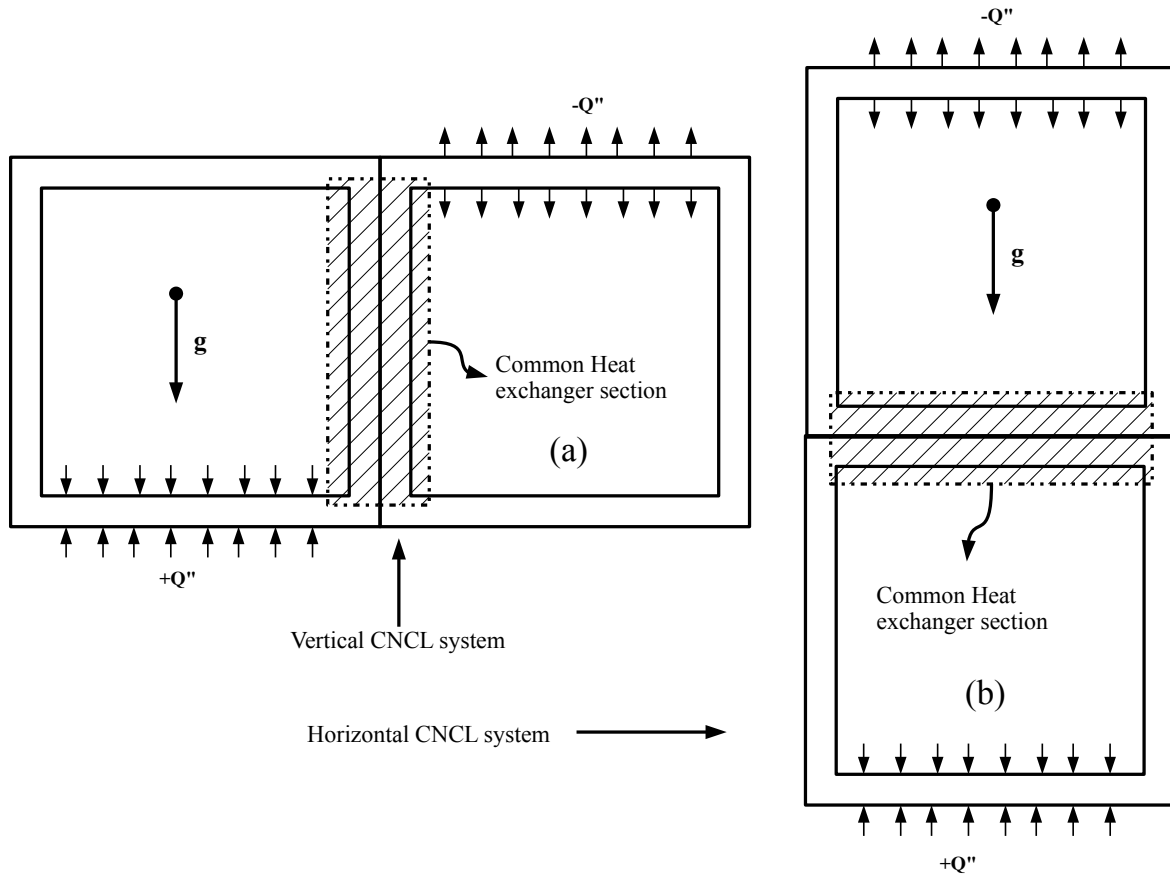 -Q"
g
Common Heat
exchanger section
(a)
+Q"
Vertical CNCL system
Horizontal CNCL system
-Q"
g
Common Heat
exchanger section
(b)
+Q"